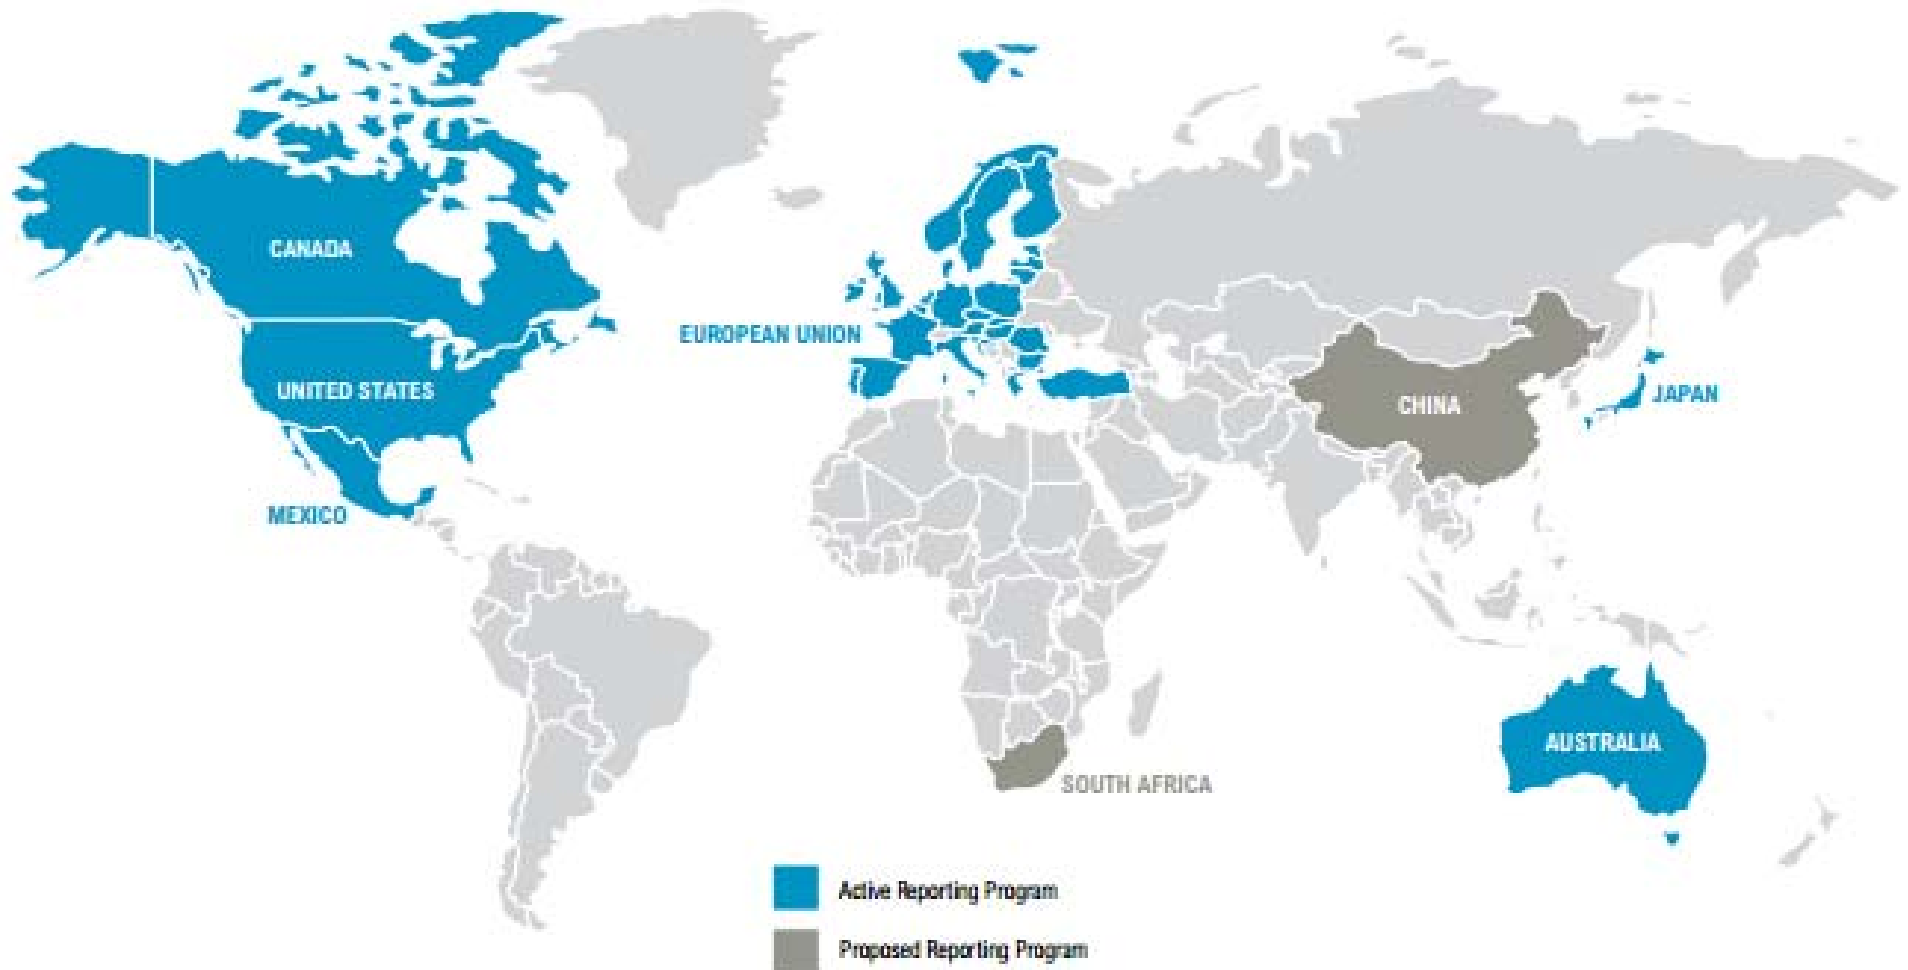 CANADA
EUROPEAN UNION
UNITED STATES
JAPAN
CHINA
MEXICO
AUSTRALIA
SOUTH AFRICA
Active Reporting Program
Proposed Reporting Program